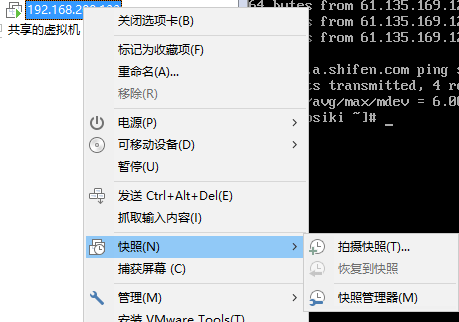 192.168.200.130
共享的虚拟机
关闭选项卡(B)
标记为收藏项(F)
重命名(A)...
移除(R)
电源(P)
可移动设备(D)
暂停(U)
发送 Ctrl+Alt+Del(E)
抓取输入内容(I)
快照(N)
捕获屏幕 (C)
管理(M)
安装 VMware Tools(T)...
拍摄快照(T)...
恢复到快照
快照管理器(M)
64 bytes from 61.135.169.12
bytes from 61.135.169.12
bytes from 61.135.169.12
.a.shifen.com ping s
ts transmitted, 4 re
/avg/max/mdev = 6.00
osiki ~]# _